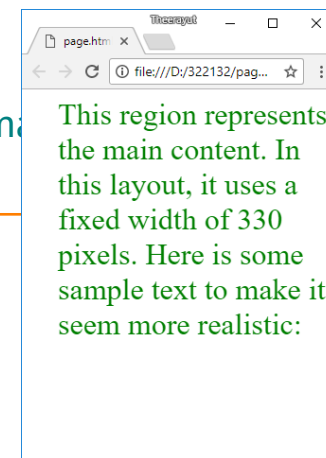 Theerayut
page.htm
file:///D:/322132/pag...
ma
This region represents
the main content. In
this layout, it uses a
fixed width of 330
pixels. Here is some
sample text to make it
seem more realistic: